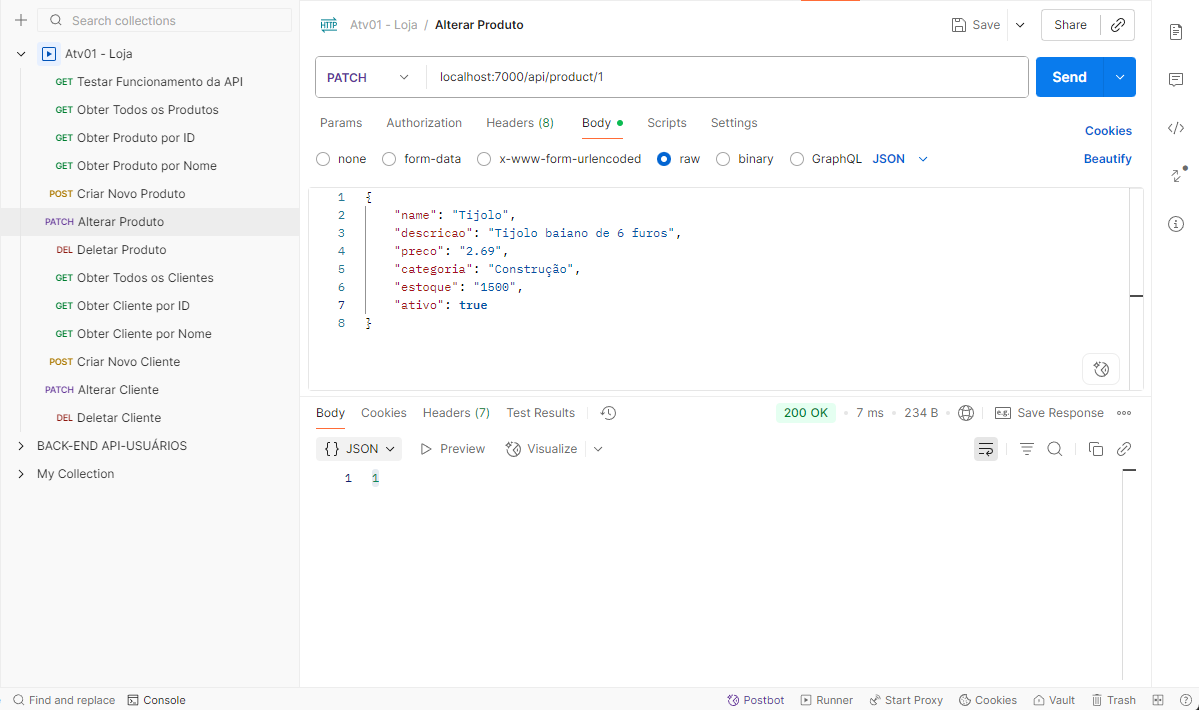 Search collections
Atv01 - Loja
GET Testar Funcionamento da API
GET Obter Todos os Produtos
GET Obter Produto por ID
GET Obter Produto por Nome
POST Criar Novo Produto
PATCH Alterar Produto
DEL Deletar Produto
GET Obter Todos os Clientes
GET Obter Cliente por ID
GET Obter Cliente por Nome
POST Criar Novo Cliente
PATCH Alterar Cliente
DEL Deletar Cliente
BACK-END API-USUÁRIOS
My Collection
HTTP Atv01 - Loja / Alterar Produto
Save Share
PATCH localhost:7000/api/product/1 Send
Params Authorization Headers (8) Body Scripts Settings Cookies
none form-data x-www-form-urlencoded raw binary GraphQL JSON Beautify
1 {
2 "name": "Tijolo",
3 "descricao": "Tijolo baiano de 6 furos",
4 "preco": "2.69",
5 "categoria": "Construção",
6 "estoque": "1500",
7 "ativo": true
8 }
Body Cookies Headers (7) Test Results 200 OK • 7 ms • 234 B e.g. Save Response
{} JSON Preview Visualize
1 1
Find and replace Console Postbot Runner Start Proxy Cookies Vault Trash